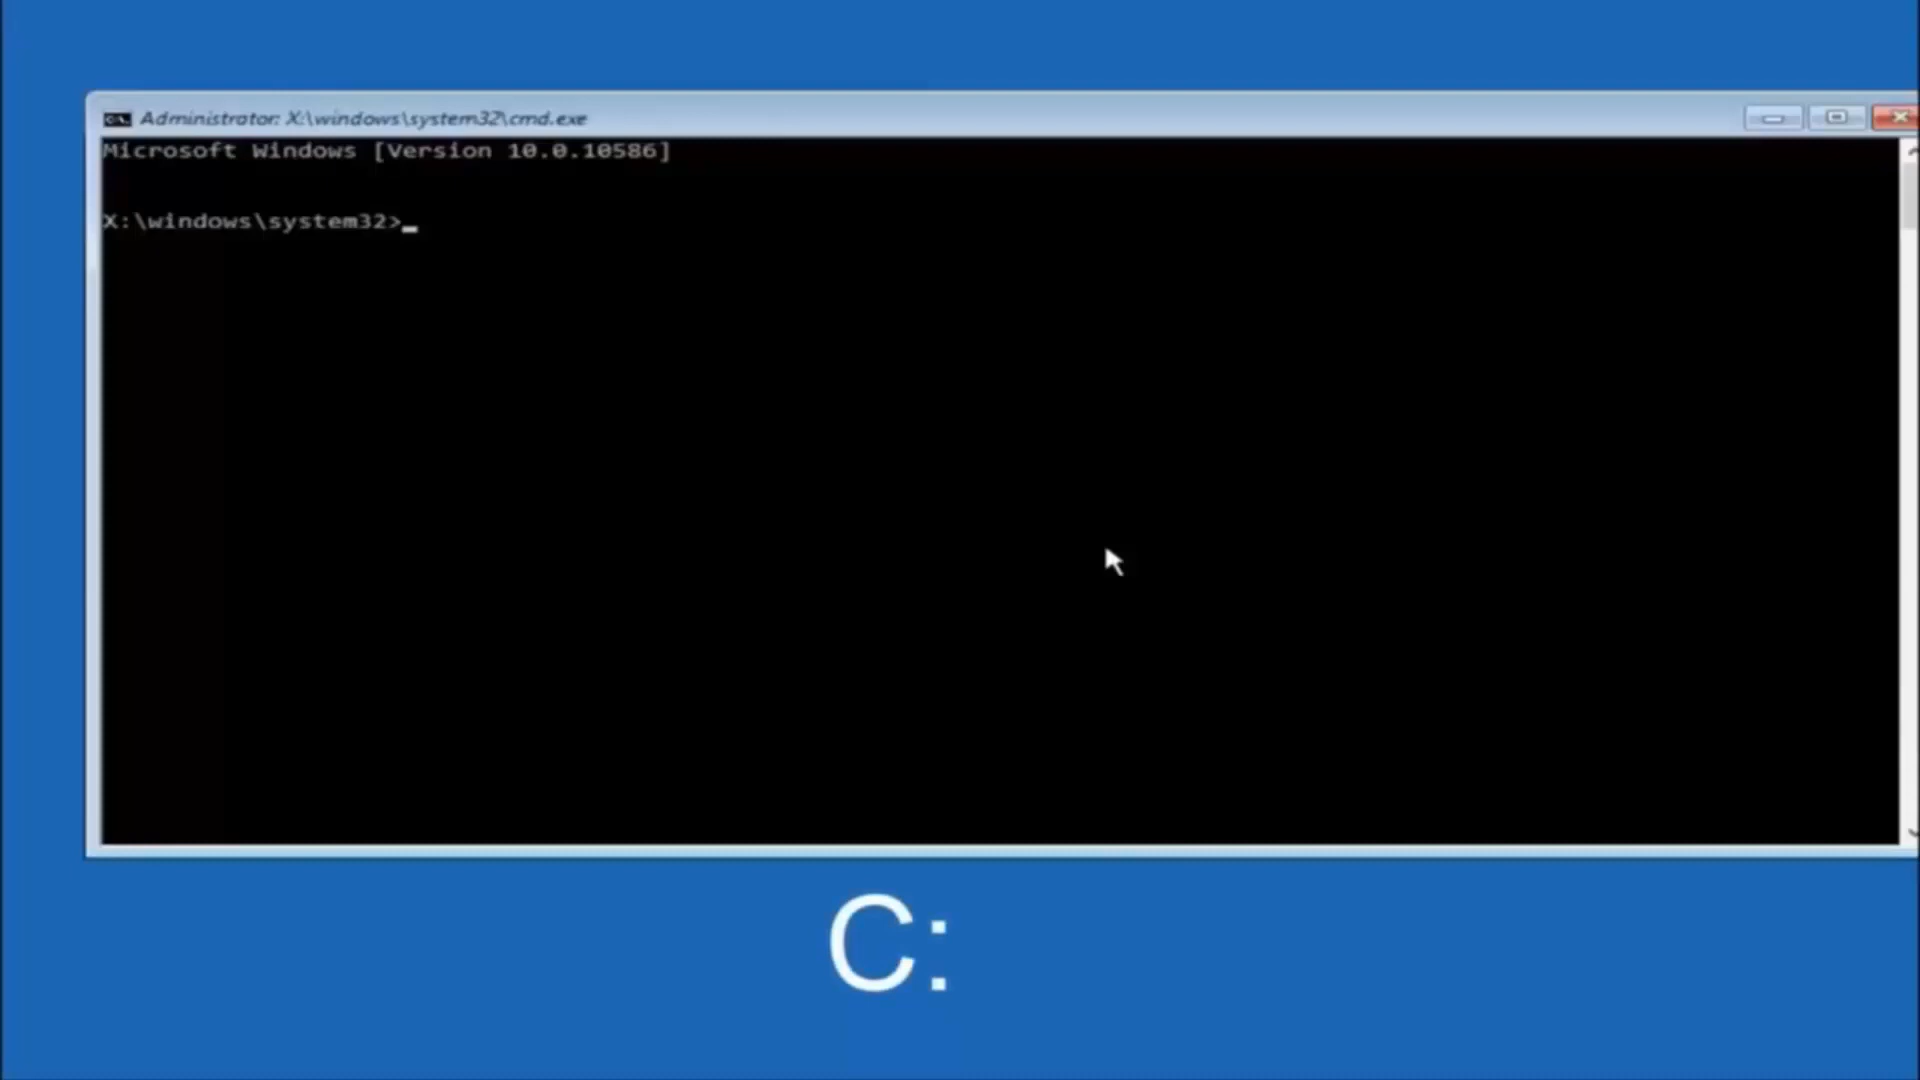 Administrator: X:\windows\system32\cmd.exe
Microsoft Windows [Version 10.0.10586]
X:\windows\system32>
C: